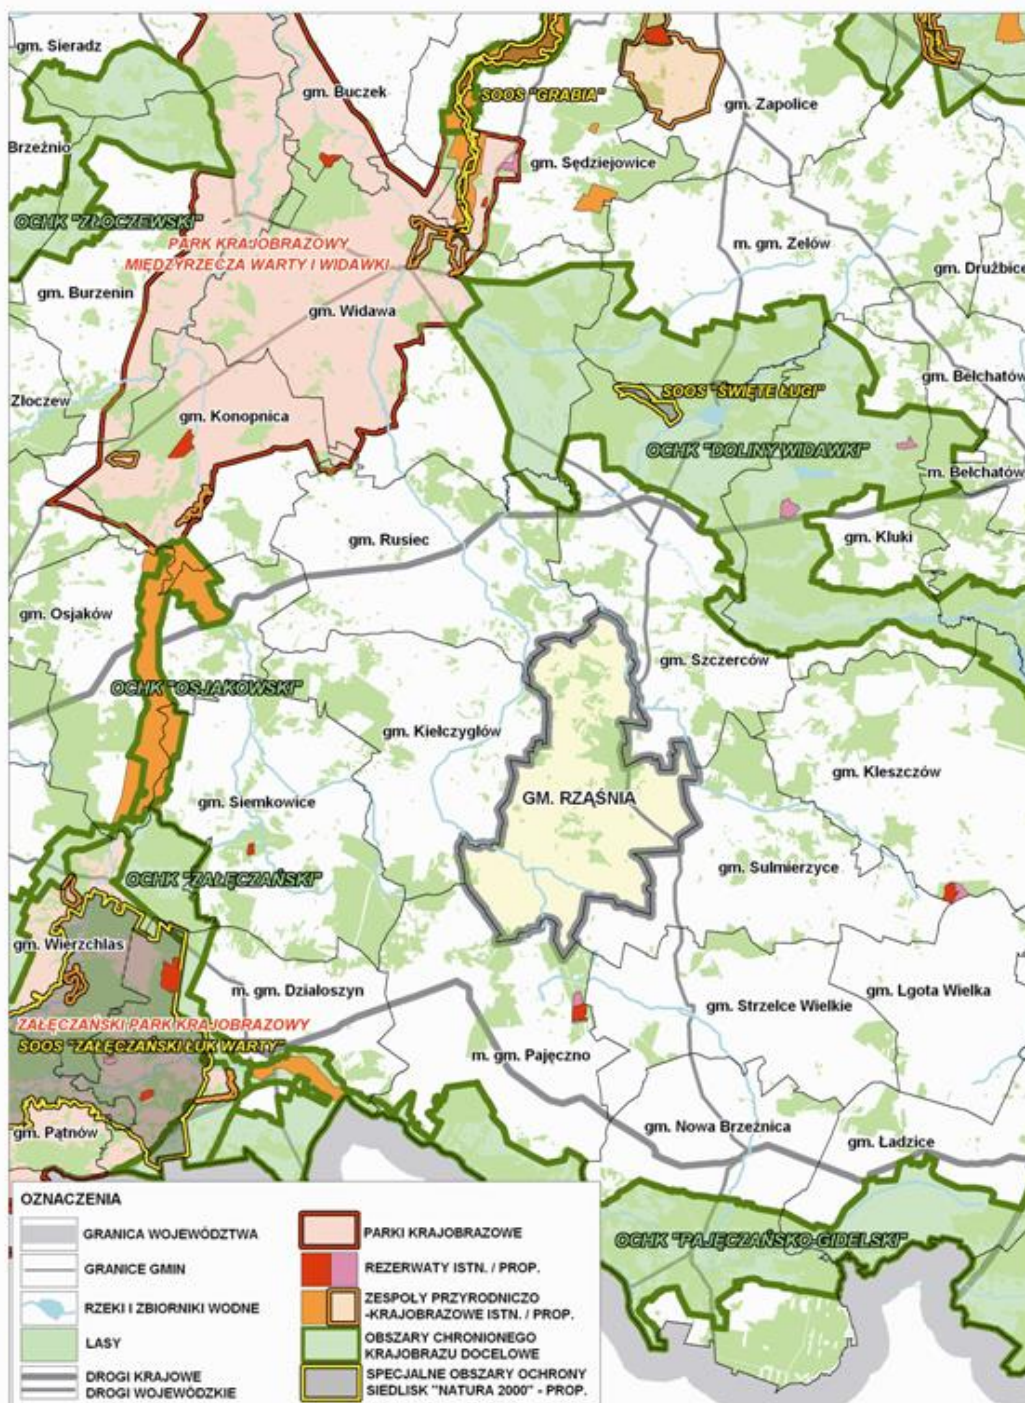 gm. Sieradz
gm. Buczek
SOOS "GRABIA"
gm. Zapolice
Brzeźnio
gm. Sędziejowice
OCHK "ZŁOCZEWSKI"
PARK KRAJOBRAZOWY
MIĘDZYRZECZA WARTY I WIDAWKI
m. gm. Zelów
gm. Drużbice
gm. Burzenin
gm. Widawa
gm. Bełchatów
Złoczew
gm. Konopnica
SOOS "ŚWIĘTE ŁUGI"
OCHK "DOLINY WIDAWKI"
m. Bełchatów
gm. Rusiec
gm. Kluki
gm. Osjaków
gm. Szczerców
OCHK "OSJAKOWSKI"
gm. Kiełczygłów
gm. Kleszczów
gm. Siemkowice
GM. RZĄŚNIA
gm. Sulmierzyce
OCHK "ZAŁĘCZAŃSKI"
gm. Wierzchlas
m. gm. Działoszyn
gm. Strzelce Wielkie
gm. Lgota Wielka
ZAŁĘCZAŃSKI PARK KRAJOBRAZOWY
SOOS "ZAŁĘCZAŃSKI ŁUK WARTY"
m. gm. Pajęczno
gm. Pątnów
gm. Nowa Brzeźnica
gm. Ładzice
OCHK "PAJĘCZAŃSKO-GIDELSKI"
OZNACZENIA
GRANICA WOJEWÓDZTWA
GRANICE GMIN
RZEKI I ZBIORNIKI WODNE
LASY
DROGI KRAJOWE
DROGI WOJEWÓDZKIE
PARKI KRAJOBRAZOWE
REZERWATY ISTN. / PROP.
ZESPOŁY PRZYRODNICZO
-KRAJOBRAZOWE ISTN. / PROP.
OBSZARY CHRONIONEGO
KRAJOBRAZU DOCELOWE
SPECJALNE OBSZARY OCHRONY
SIEDLISK "NATURA 2000" - PROP.